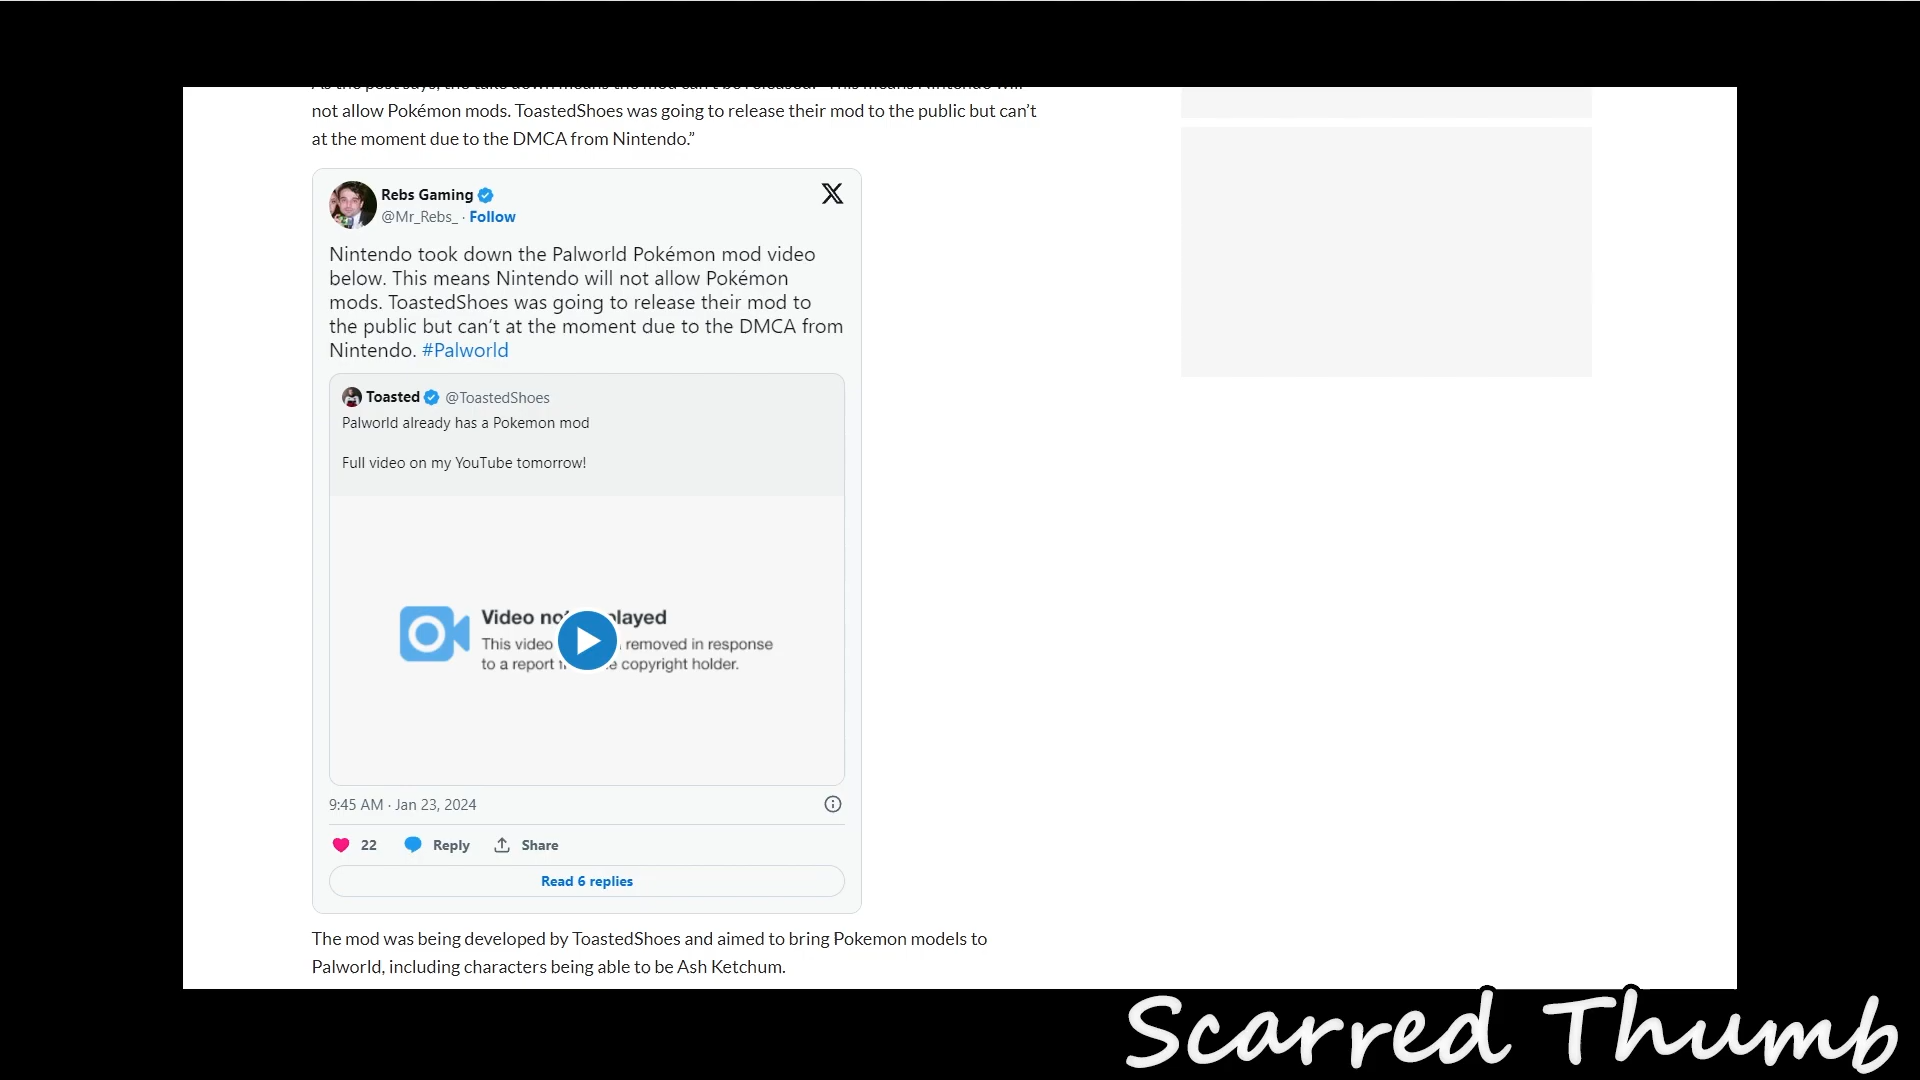 not allow Pokémon mods. ToastedShoes was going to release their mod to the public but can’t
at the moment due to the DMCA from Nintendo.”
Rebs Gaming
@Mr_Rebs_ · Follow
Nintendo took down the Palworld Pokémon mod video
below. This means Nintendo will not allow Pokémon
mods. ToastedShoes was going to release their mod to
the public but can’t at the moment due to the DMCA from
Nintendo. #Palworld
Toasted @ToastedShoes
Palworld already has a Pokemon mod
Full video on my YouTube tomorrow!
Video
This video removed in response
to a report copyright holder.
9:45 AM · Jan 23, 2024
22 Reply Share
Read 6 replies
The mod was being developed by ToastedShoes and aimed to bring Pokemon models to
Palworld, including characters being able to be Ash Ketchum.
Scarred Thumb